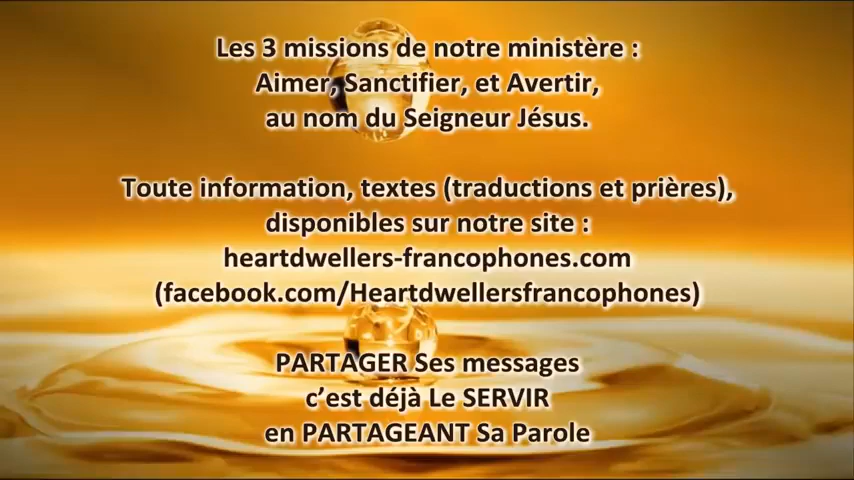 Les 3 missions de notre ministère :
Aimer, Sanctifier, et Avertir,
au nom du Seigneur Jésus.
Toute information, textes (traductions et prières),
disponibles sur notre site :
heartdwellers-francophones.com
(facebook.com/Heartdwellersfrancophones)
PARTAGER Ses messages
c’est déjà Le SERVIR
en PARTAGEANT Sa Parole